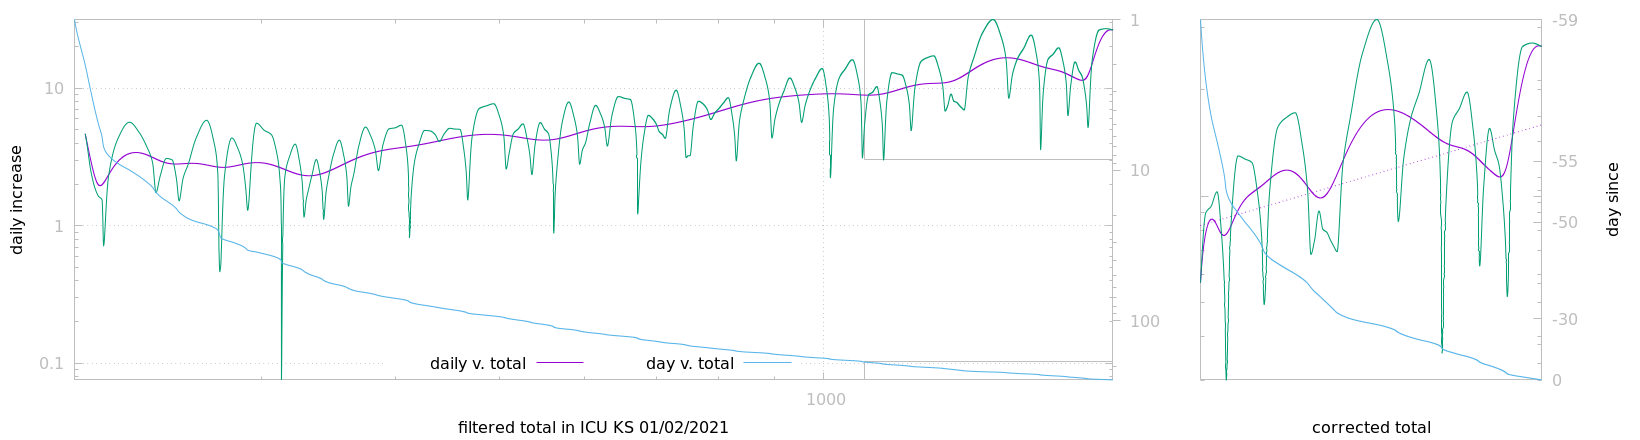 daily increase
10
1
0.1
1
10
100
1000
daily v. total
day v. total
filtered total in ICU KS 01/02/2021
-59
-55
-50
-30
0
day since
corrected total